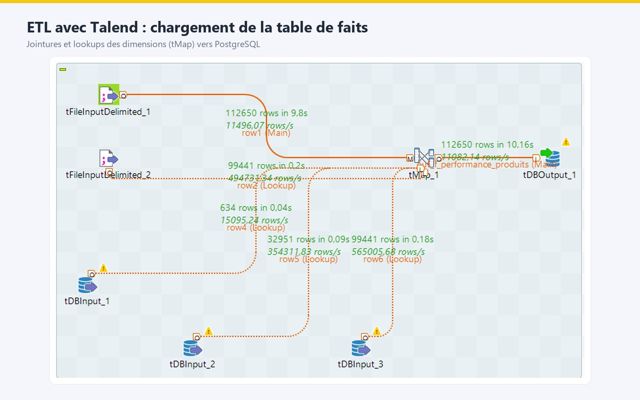 ETL avec Talend : chargement de la table de faits
Jointures et lookups des dimensions (tMap) vers PostgreSQL
tFileInputDelimited_1
112650 rows in 9.8s
11496,07 rows/s
row1 (Main)
112650 rows in 10.16s
11082,14 rows/s
performance_produits (Main)
tFileInputDelimited_2
99441 rows in 0.2s
494731,34 rows/s
row2 (Lookup)
tMap_1
tDBOutput_1
634 rows in 0.04s
15095,24 rows/s
row4 (Lookup)
32951 rows in 0.09s
354311,83 rows/s
row5 (Lookup)
99441 rows in 0.18s
565005,68 rows/s
row6 (Lookup)
tDBInput_1
tDBInput_2
tDBInput_3